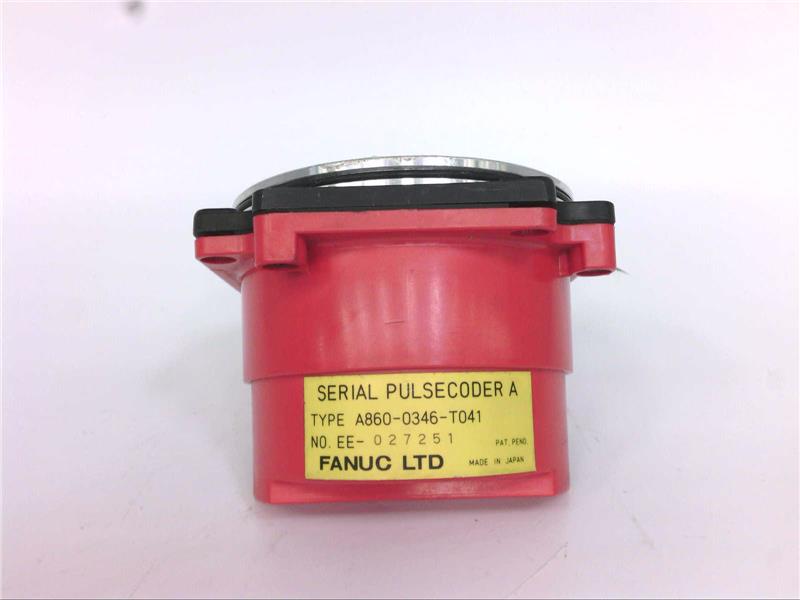 SERIAL PULSECODER A
TYPE A860-0346-T041
NO. EE- 027251 PAT. PEND.
FANUC LTD MADE IN JAPAN